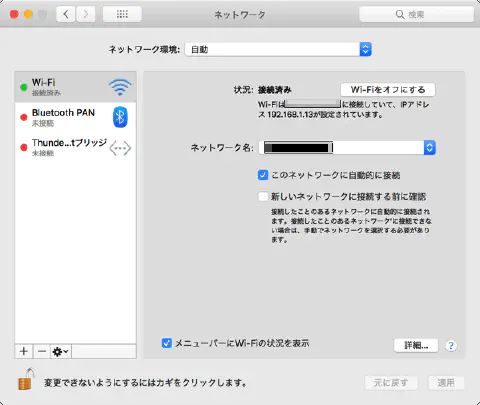 ネットワーク
検索
ネットワーク環境: 自動
Wi-Fi
接続済み
Bluetooth PAN
未接続
Thunde...tブリッジ
未接続
状況: 接続済み
Wi-Fiをオフにする
Wi-Fiは に接続していて、IPアドレ
ス 192.168.1.13が設定されています。
ネットワーク名:
このネットワークに自動的に接続
新しいネットワークに接続する前に確認
接続したことのあるネットワークに自動的に接続され
ます。接続したことのあるネットワークに接続できな
い場合は、手動でネットワークを選択する必要があり
ます。
メニューバーにWi-Fiの状況を表示
詳細...
?
変更できないようにするにはカギをクリックします。
元に戻す
適用